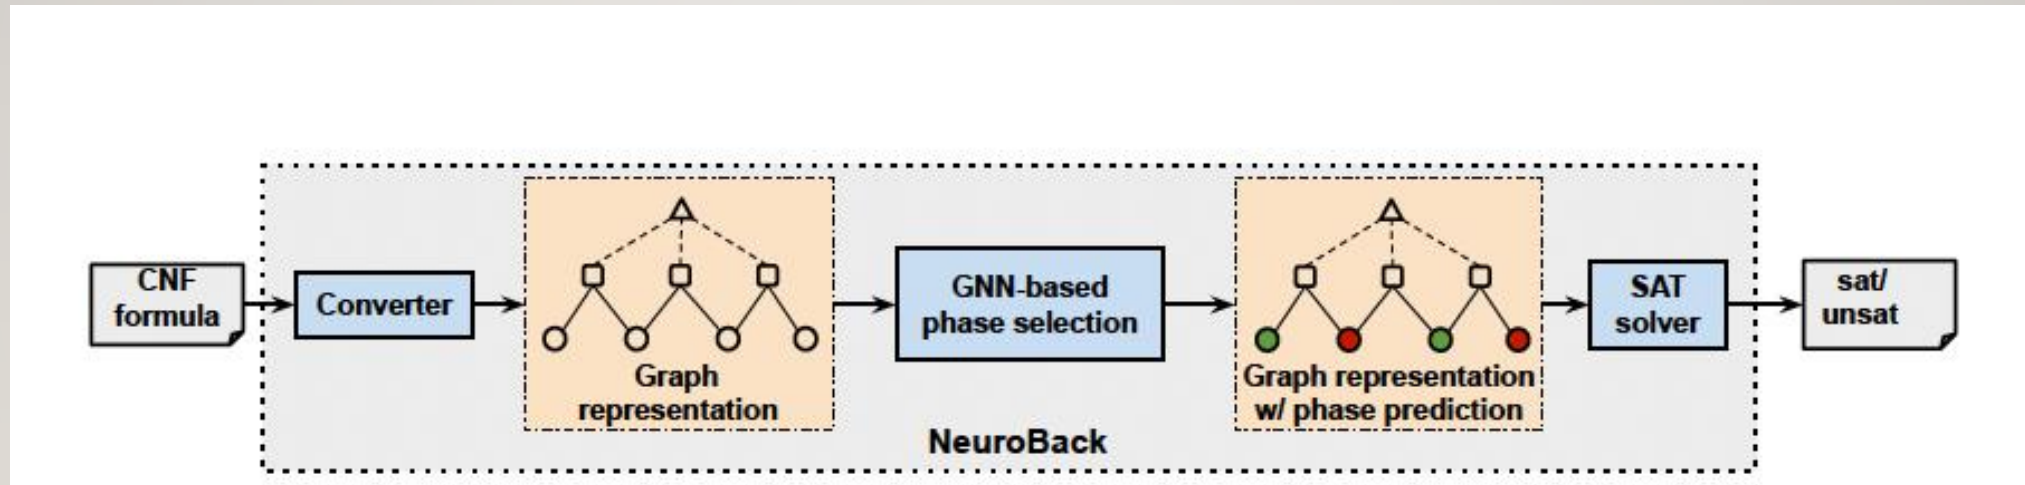 CNF
formula
Converter
Graph
representation
GNN-based
phase selection
Graph representation
w/ phase prediction
SAT
solver
sat/
unsat
NeuroBack